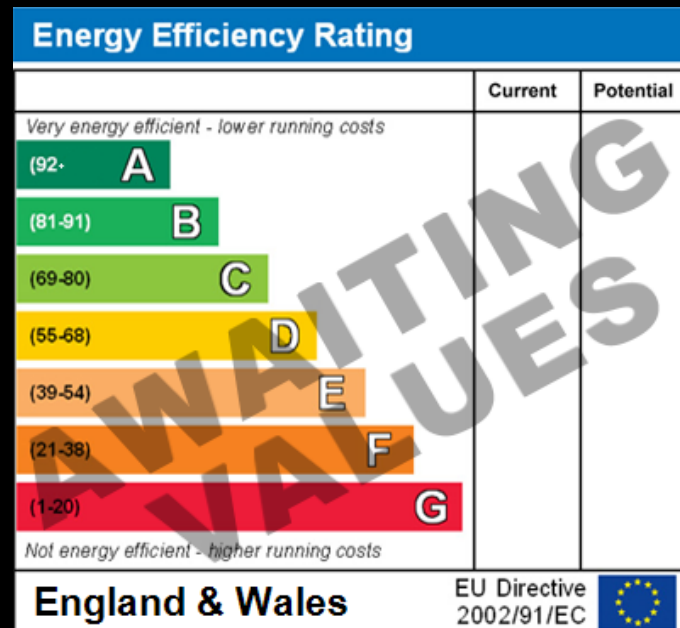 Energy Efficiency Rating
Current Potential
Very energy efficient - lower running costs
(92+ A
(81-91) B
(69-80) C
(55-68) D
(39-54) E
(21-38) F
(1-20) G
Not energy efficient - higher running costs
AWAITING
VALUES
England & Wales
EU Directive
2002/91/EC